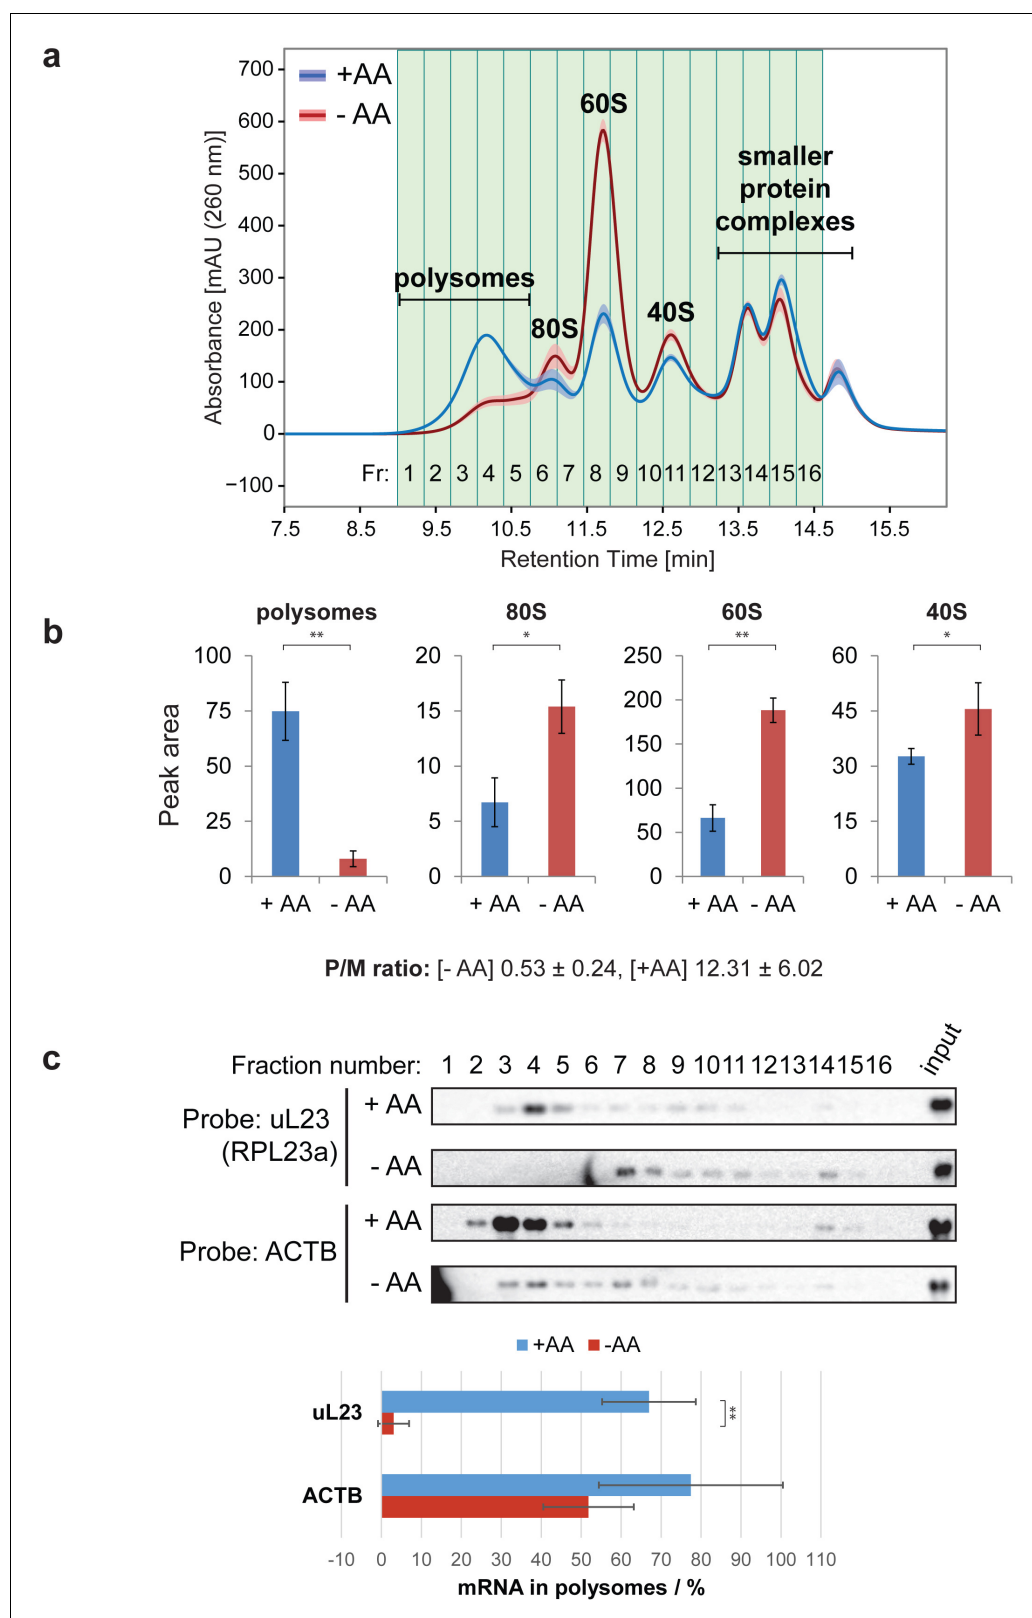 a
700
600
500
400
300
200
100
0
−100
Absorbance [mAU (260 nm)]
+AA
- AA
polysomes
80S
60S
40S
smaller
protein
complexes
Fr: 1 2 3 4 5 6 7 8 9 10 11 12 13 14 15 16
7.5 8.5 9.5 10.5 11.5 12.5 13.5 14.5 15.5
Retention Time [min]
b
polysomes 80S 60S 40S
** * ** *
Peak area
100
75
50
25
0
20
15
10
5
0
250
200
150
100
50
0
60
45
30
15
0
+ AA - AA + AA - AA + AA - AA + AA - AA
P/M ratio: [- AA] 0.53 ± 0.24, [+AA] 12.31 ± 6.02
c
Fraction number: 1 2 3 4 5 6 7 8 9 10 11 12 13 14 15 16 input
Probe: uL23
(RPL23a)
+ AA
- AA
Probe: ACTB
+ AA
- AA
+AA -AA
uL23
**
ACTB
-10 0 10 20 30 40 50 60 70 80 90 100 110
mRNA in polysomes / %